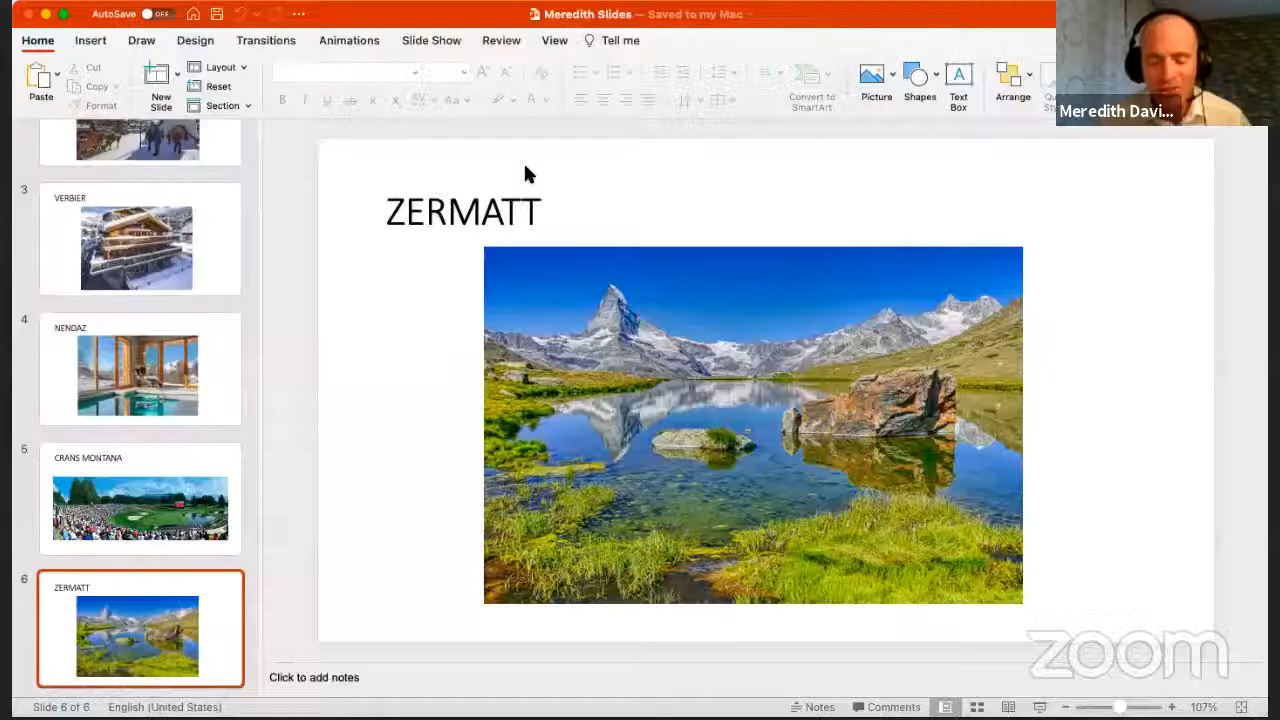 AutoSave OFF
Meredith Slides — Saved to my Mac
Home Insert Draw Design Transitions Animations Slide Show Review View Tell me
Paste
Cut
Copy
Format
New
Slide
Layout
Reset
Section
B I U ab
Aa
A
Convert to
SmartArt
Picture
Shapes
Text
Box
Arrange
Meredith Davi...
3
VERBIER
4
NENDAZ
5
CRANS MONTANA
6
ZERMATT
ZERMATT
zoom
Click to add notes
Slide 6 of 6 English (United States) Notes Comments 107%